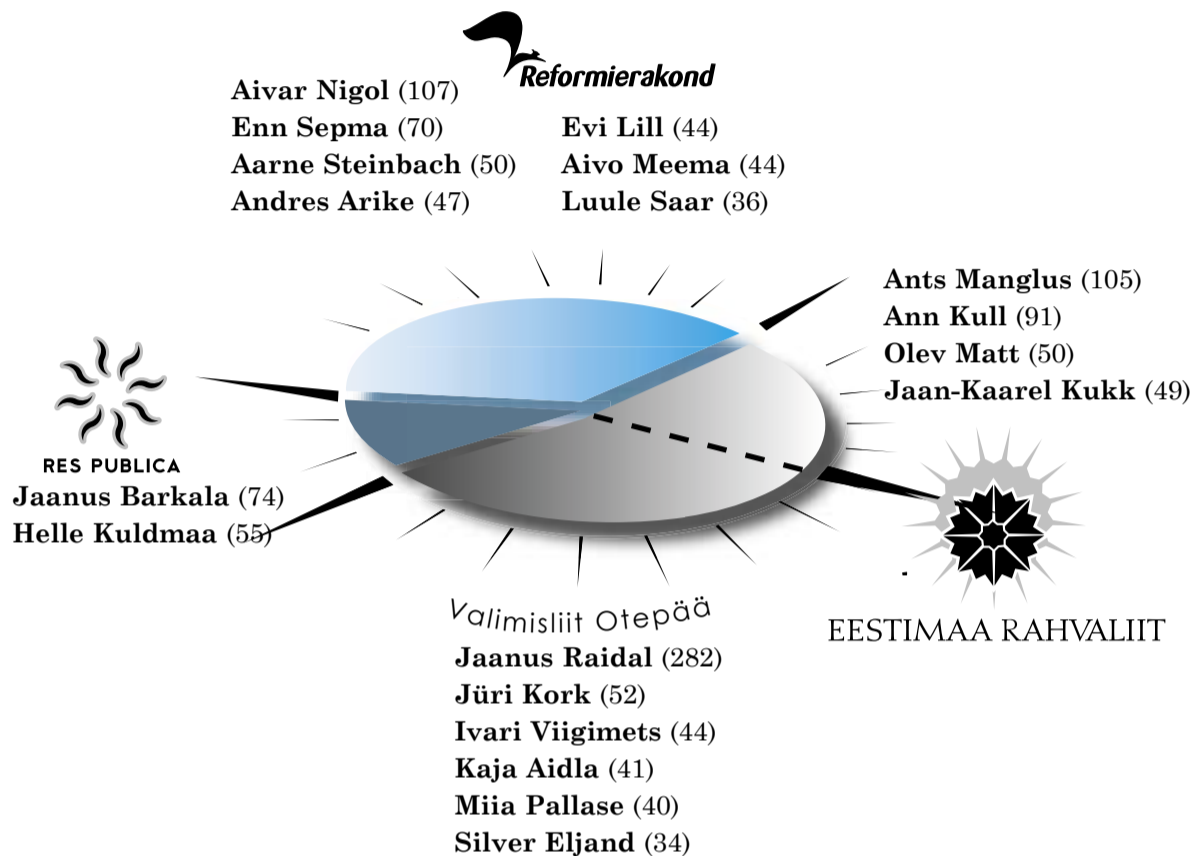 Reformierakond
Aivar Nigol (107)
Enn Sepma (70)
Aarne Steinbach (50)
Andres Arike (47)
Evi Lill (44)
Aivo Meema (44)
Luule Saar (36)
Ants Manglus (105)
Ann Kull (91)
Olev Matt (50)
Jaan-Kaarel Kukk (49)
EESTIMAA RAHVALIIT
RES PUBLICA
Jaanus Barkala (74)
Helle Kuldmaa (55)
Valimisliit Otepää
Jaanus Raidal (282)
Jüri Kork (52)
Ivari Viigimets (44)
Kaja Aidla (41)
Miia Pallase (40)
Silver Eljand (34)